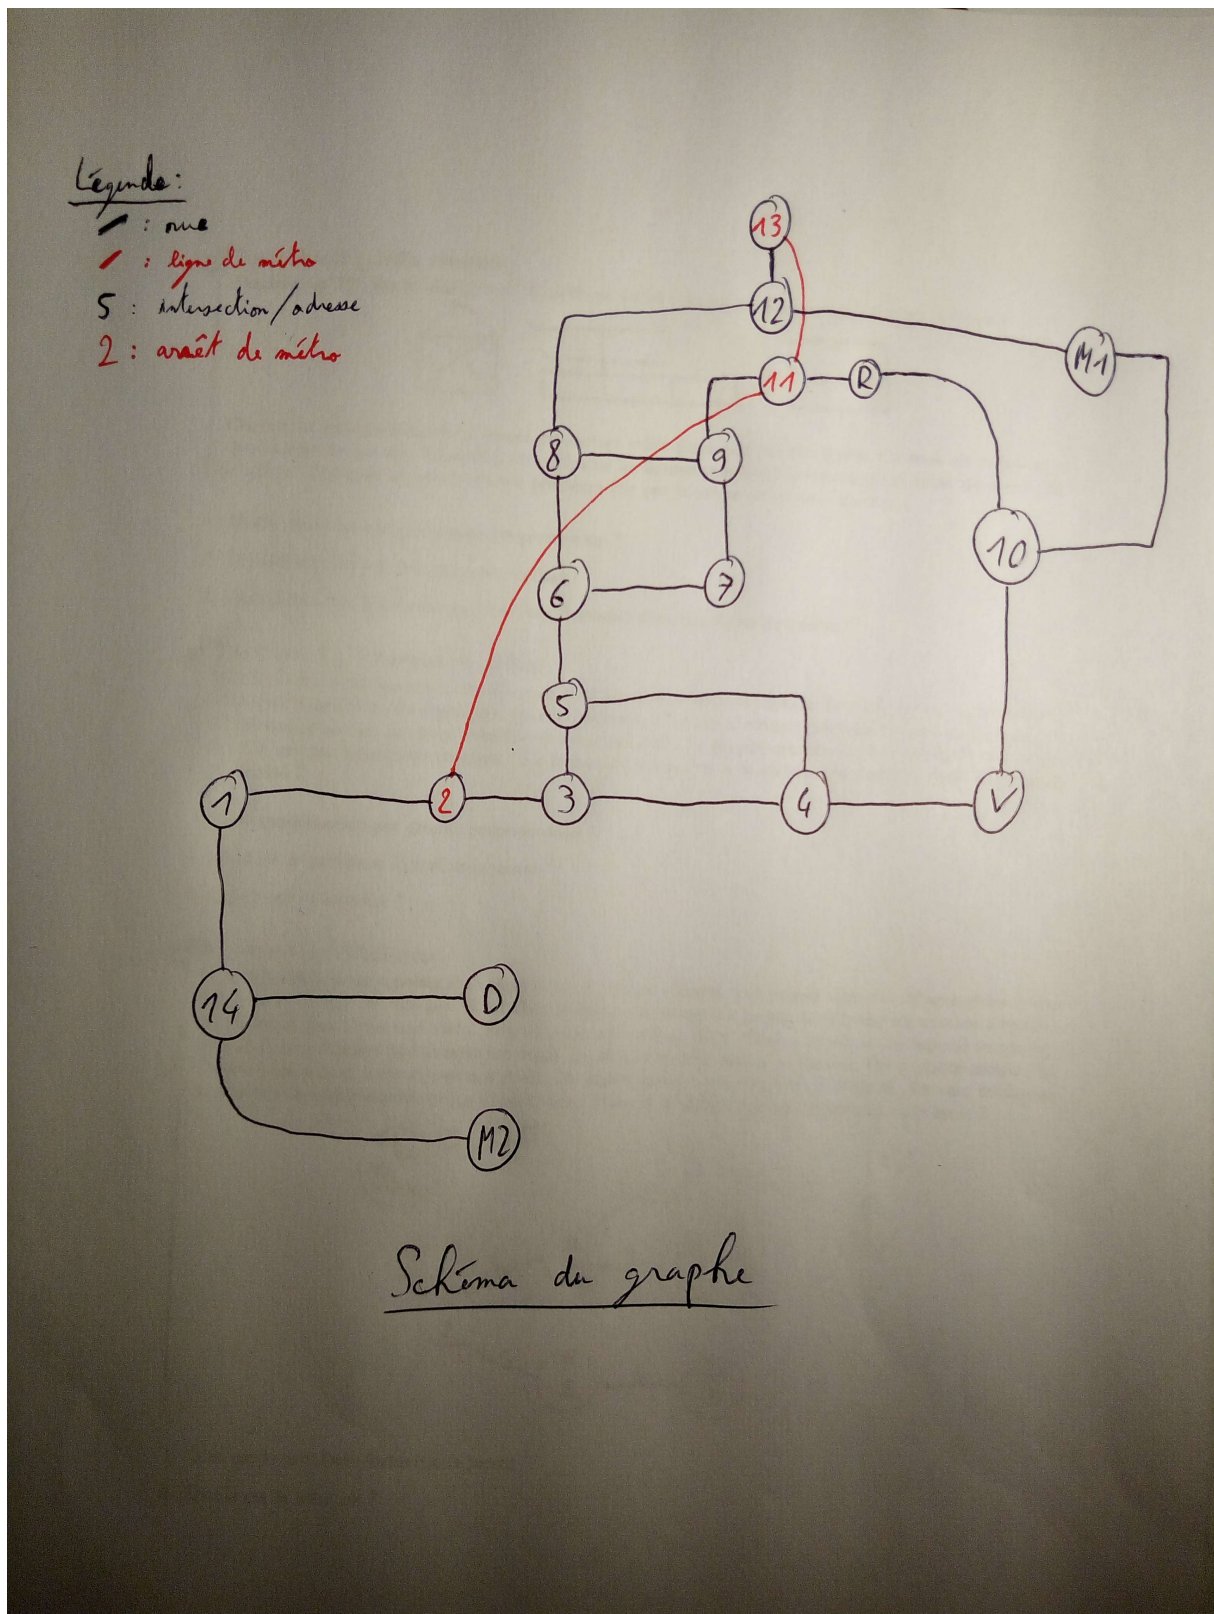 Légende:
: rue
: ligne de métro
5 : intersection/adresse
2 : arrêt de métro
13
12
M1
11 R
8 9
10
6 7
5
1 2 3 4 V
14 D
M2
Schéma du graphe